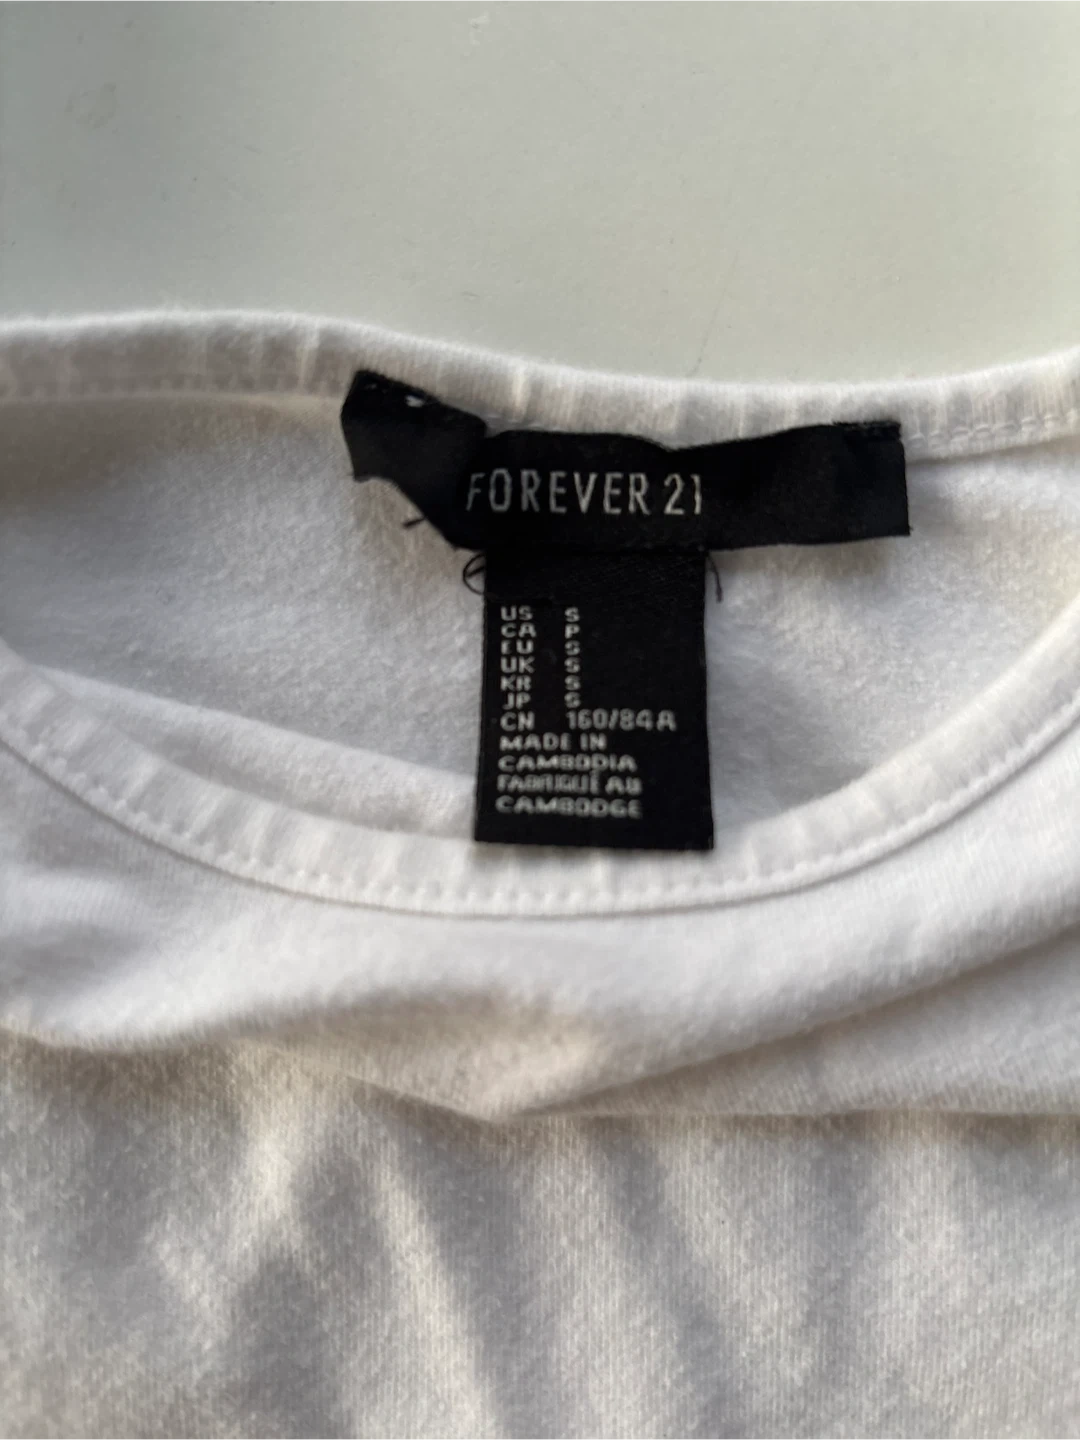 FOREVER 21
US S
CA P
EU S
UK S
KR S
JP S
CN 160/84A
MADE IN
CAMBODIA
FABRIQUÉ AU
CAMBODGE